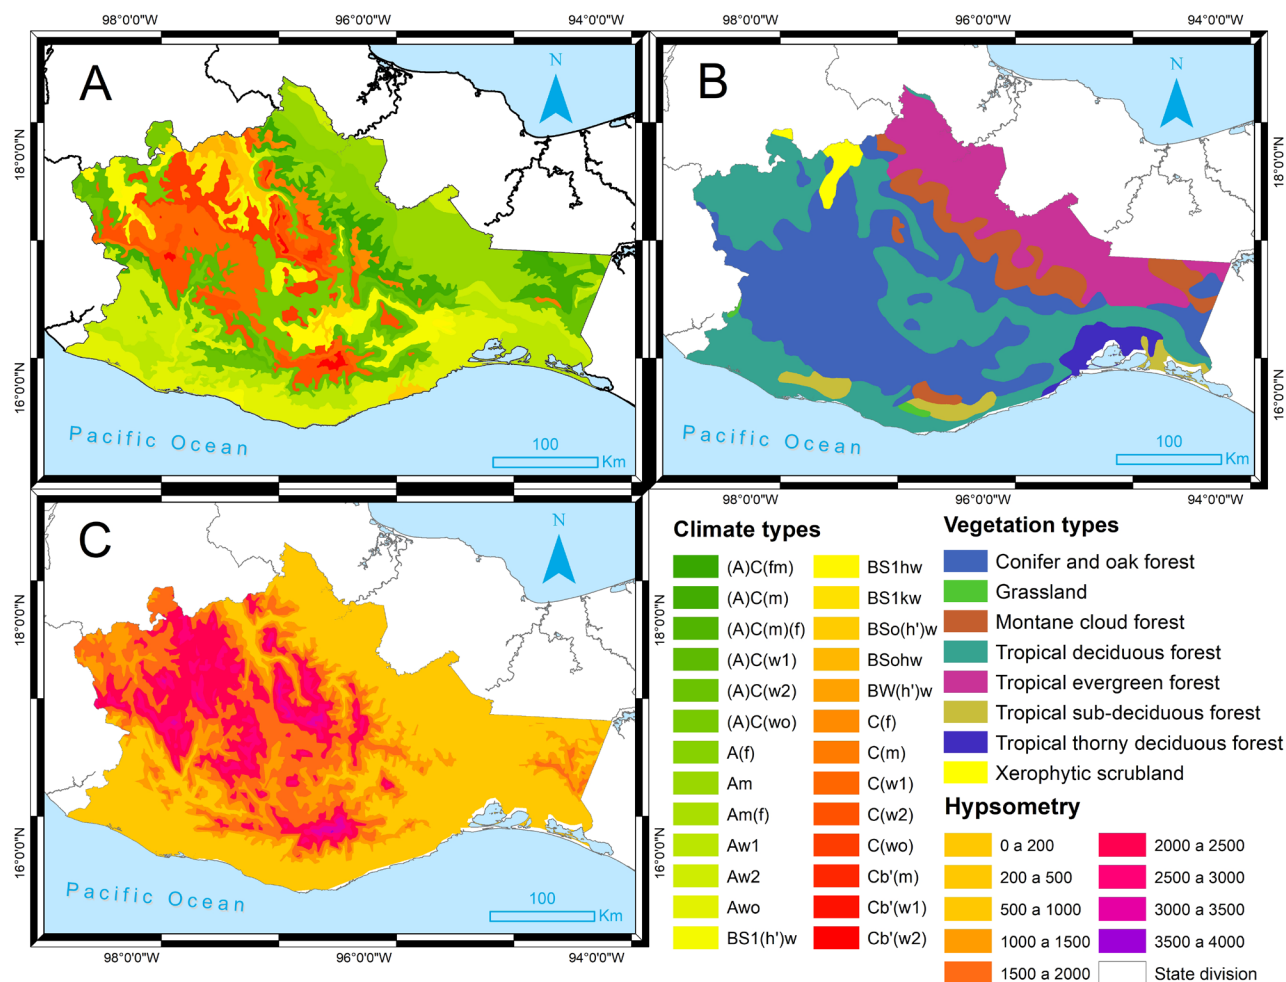 98°0'0"W 96°0'0"W 94°0'0"W
98°0'0"W 96°0'0"W 94°0'0"W
18°0'0"N
16°0'0"N
A
N
Pacific Ocean
100
Km
B
N
Pacific Ocean
100
Km
18°0'0"N
16°0'0"N
98°0'0"W 96°0'0"W 94°0'0"W
18°0'0"N
16°0'0"N
C
N
Pacific Ocean
100
Km
98°0'0"W 96°0'0"W 94°0'0"W
Climate types
(A)C(fm)
(A)C(m)
(A)C(m)(f)
(A)C(w1)
(A)C(w2)
(A)C(wo)
A(f)
Am
Am(f)
Aw1
Aw2
Awo
BS1(h')w
BS1hw
BS1kw
BSo(h')w
BSohw
BW(h')w
C(f)
C(m)
C(w1)
C(w2)
C(wo)
Cb'(m)
Cb'(w1)
Cb'(w2)
Vegetation types
Conifer and oak forest
Grassland
Montane cloud forest
Tropical deciduous forest
Tropical evergreen forest
Tropical sub-deciduous forest
Tropical thorny deciduous forest
Xerophytic scrubland
Hypsometry
0 a 200
200 a 500
500 a 1000
1000 a 1500
1500 a 2000
2000 a 2500
2500 a 3000
3000 a 3500
3500 a 4000
State division